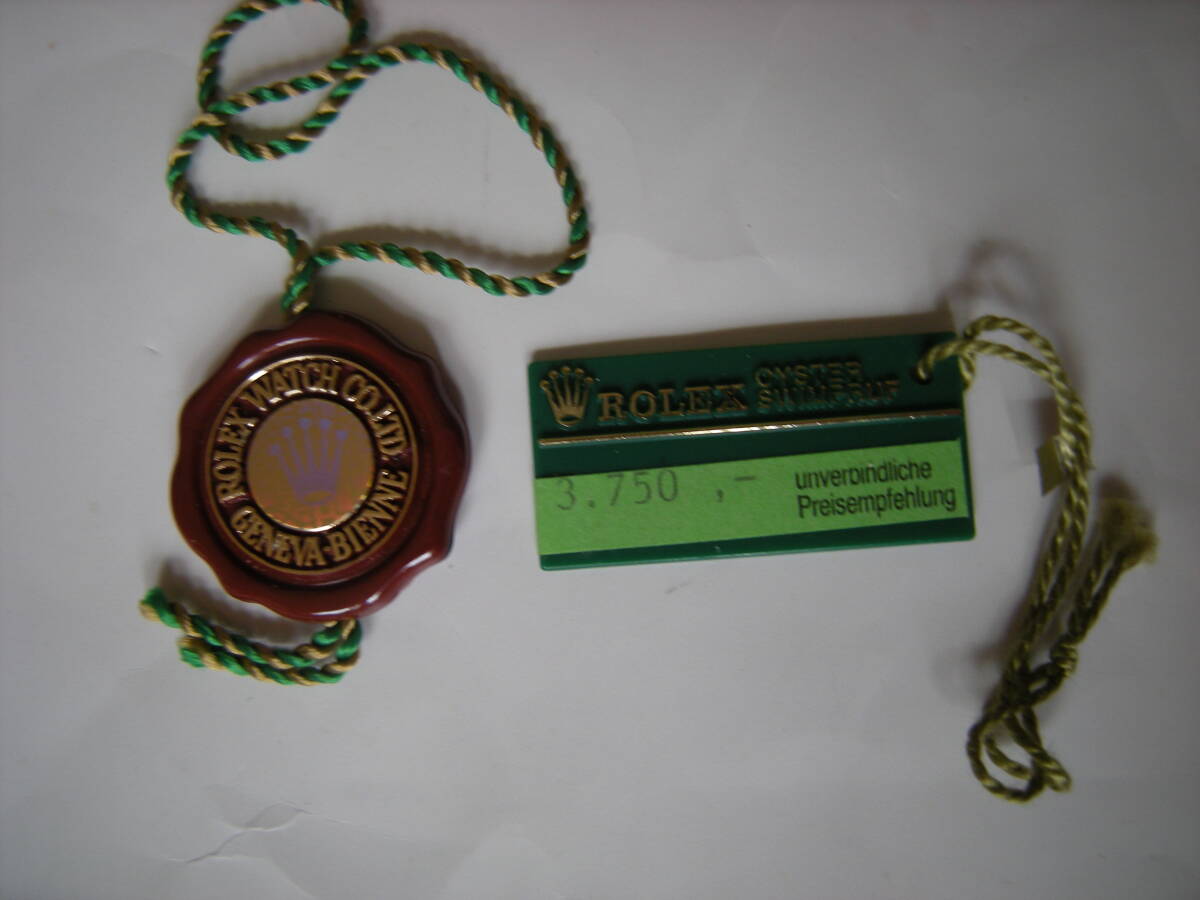 ROLEX WATCH CO. LTD.
GENEVA-BIENNE
ROLEX
OYSTER
SWIMPRUF
3.750 ,-
unverbindliche
Preisempfehlung